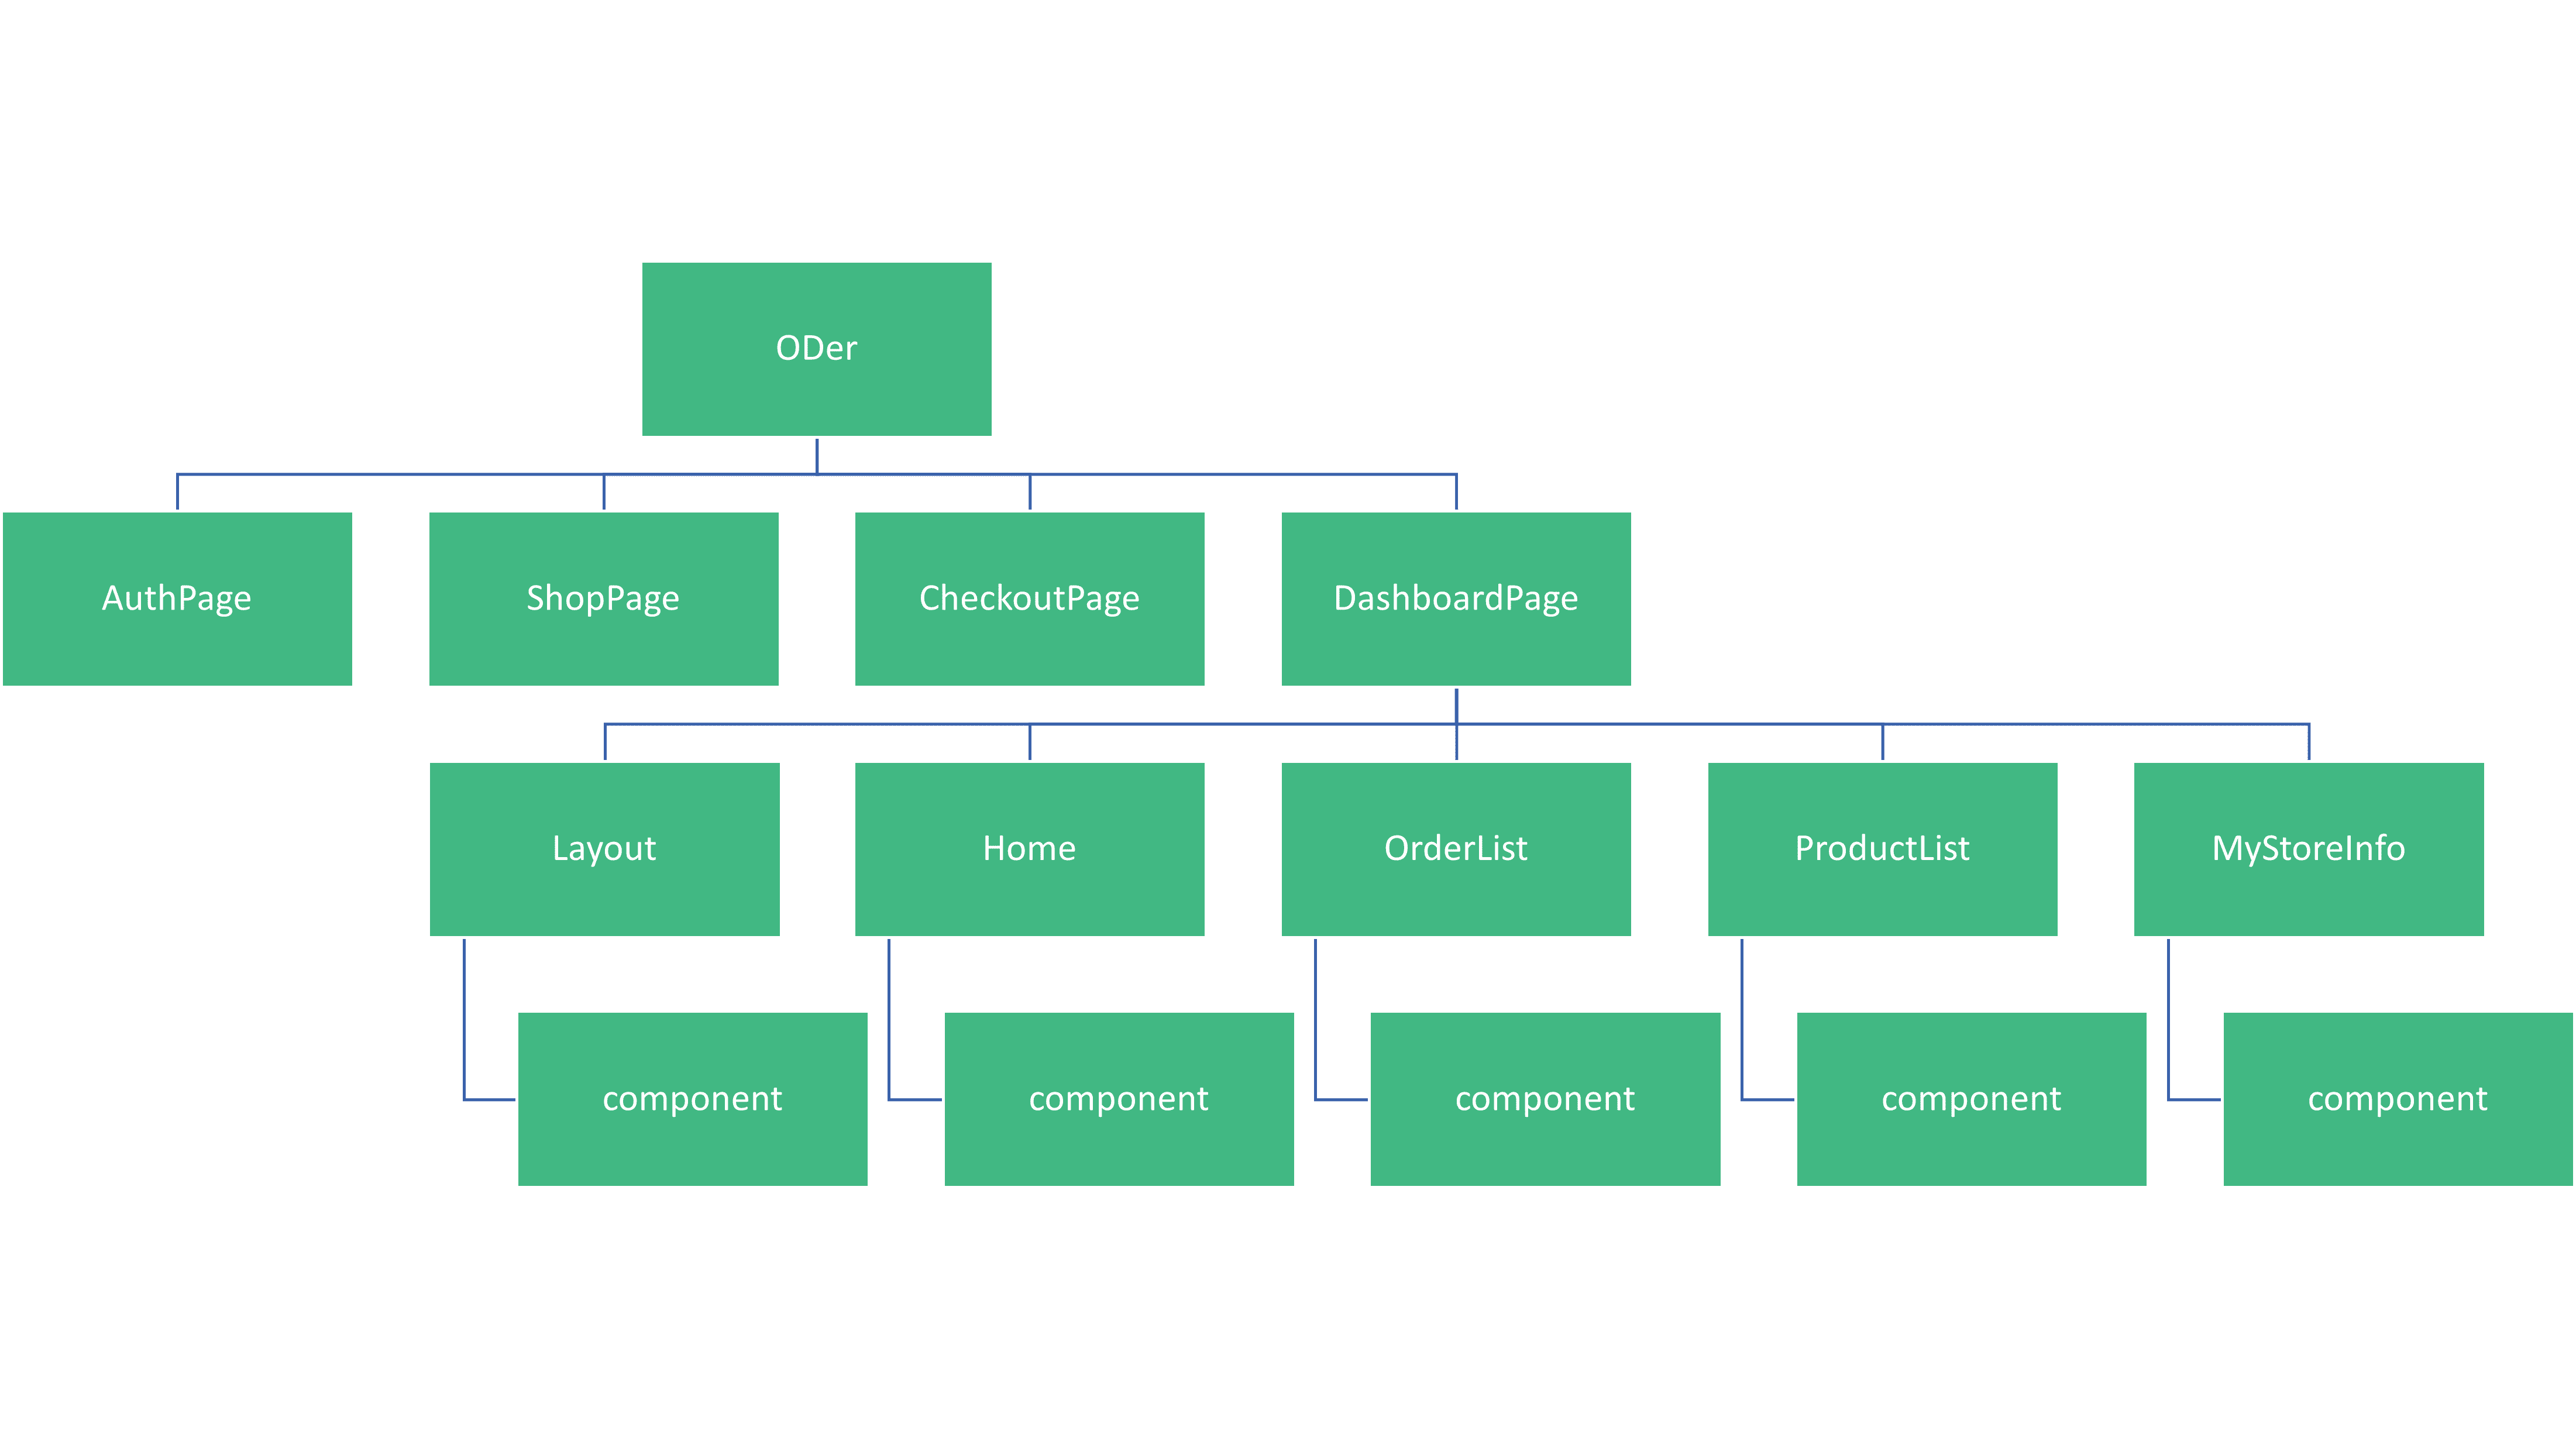 ODer
AuthPage
ShopPage
CheckoutPage
DashboardPage
Layout
Home
OrderList
ProductList
MyStoreInfo
component
component
component
component
component